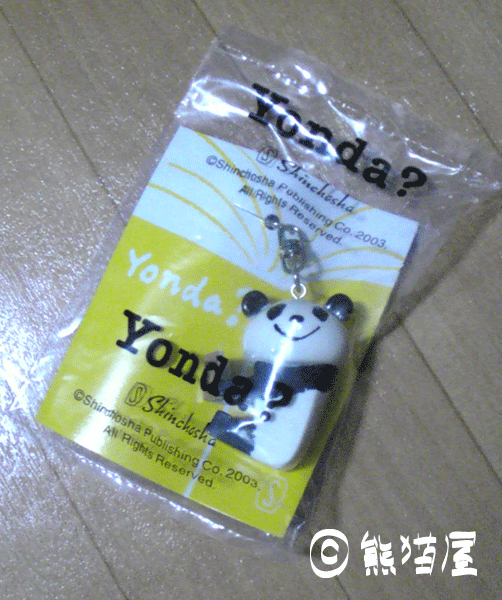 Yonda?
S Shinchosha
©Shinchosha Publishing Co. 2003.
All Rights Reserved.
Yonda?
Yonda?
S Shinchosha
©Shinchosha Publishing Co. 2003.
All Rights Reserved.
S
©熊猫屋